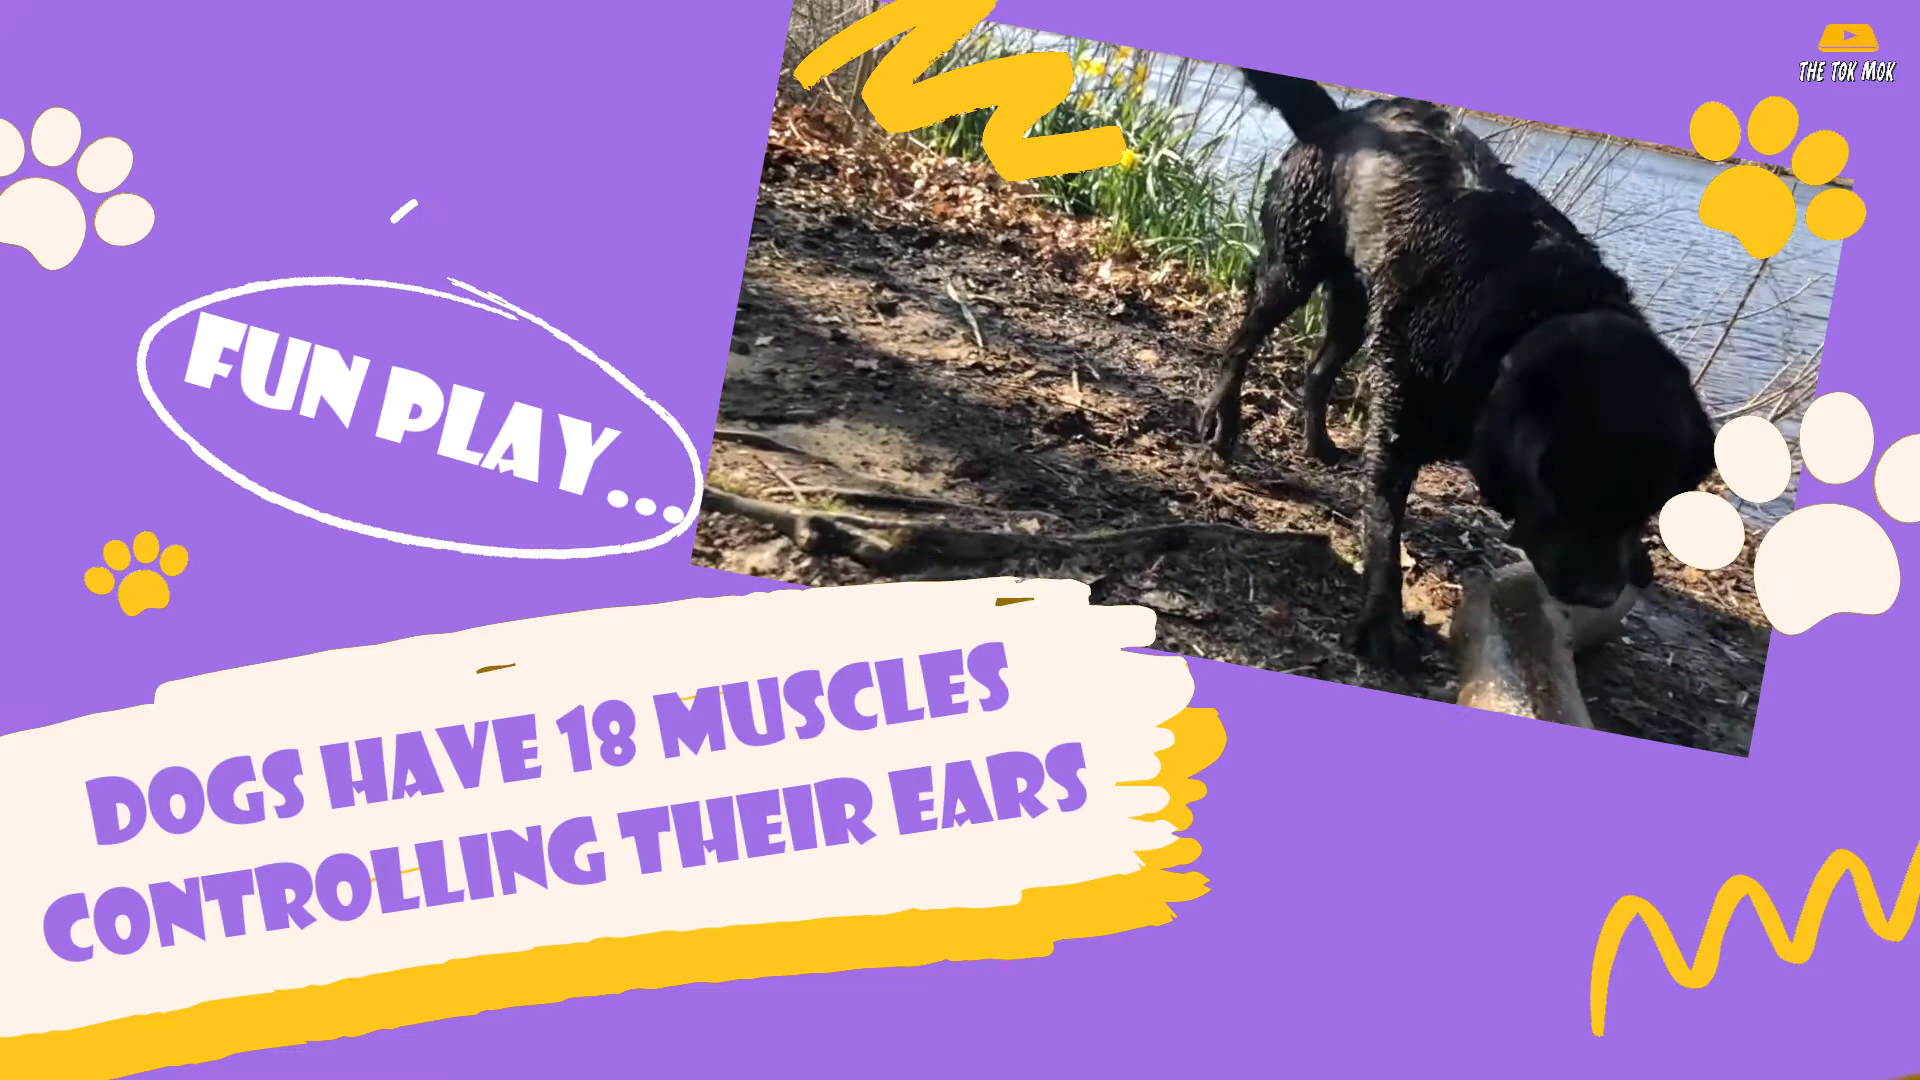 THE TOK MOK
FUN PLAY...
DOGS HAVE 18 MUSCLES
CONTROLLING THEIR EARS